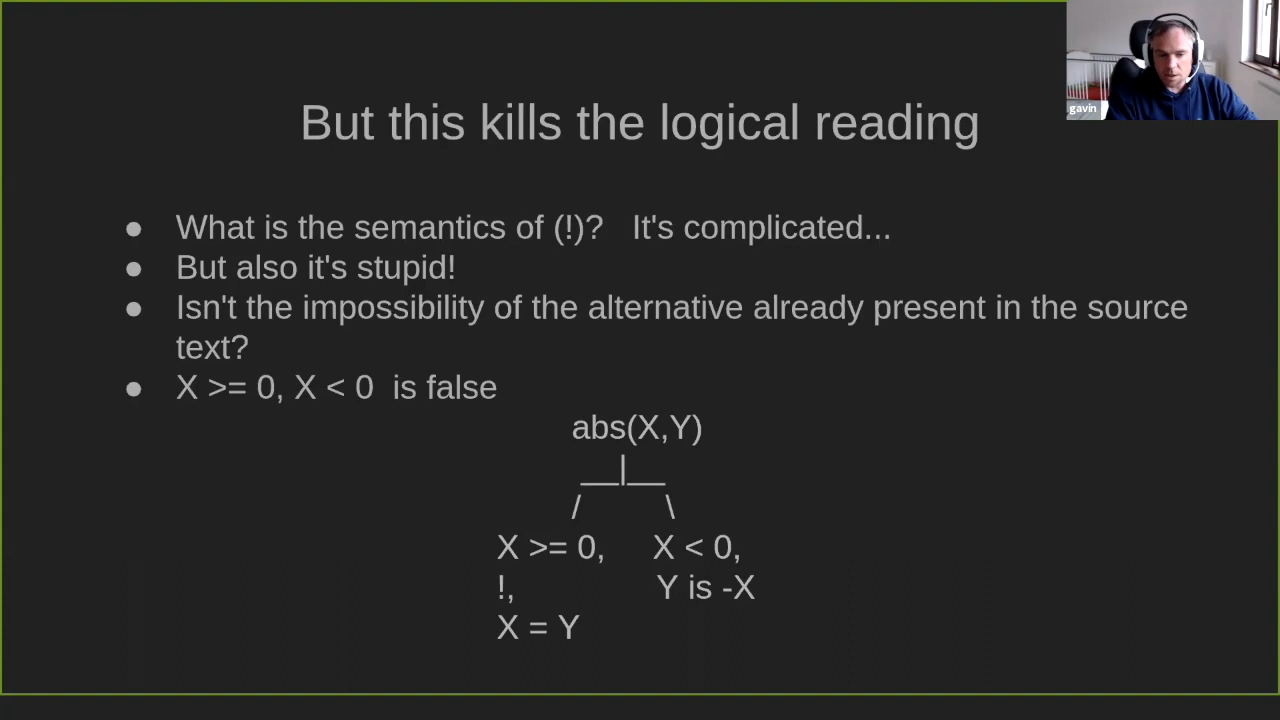 gavin
But this kills the logical reading
● What is the semantics of (!)? It's complicated...
● But also it's stupid!
● Isn't the impossibility of the alternative already present in the source
text?
● X >= 0, X < 0 is false
abs(X,Y)
__|__
/ \
X >= 0, X < 0,
!, Y is -X
X = Y